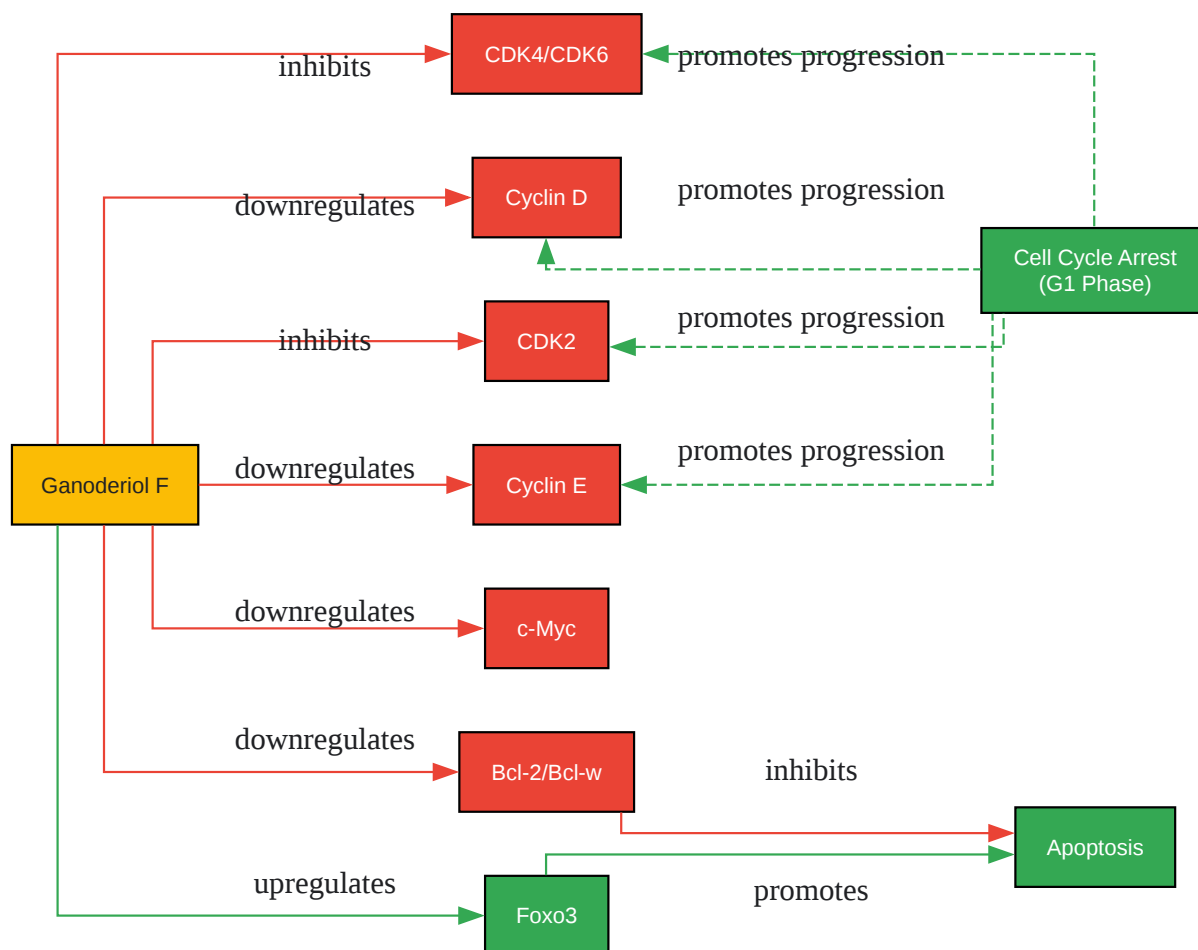 CDK4/CDK6
promotes progression
inhibits
Cyclin D
promotes progression
downregulates
Cell Cycle Arrest
(G1 Phase)
CDK2
promotes progression
inhibits
promotes progression
downregulates
Ganoderiol F
Cyclin E
downregulates
c-Myc
downregulates
Bcl-2/Bcl-w
inhibits
Apoptosis
upregulates
promotes
Foxo3